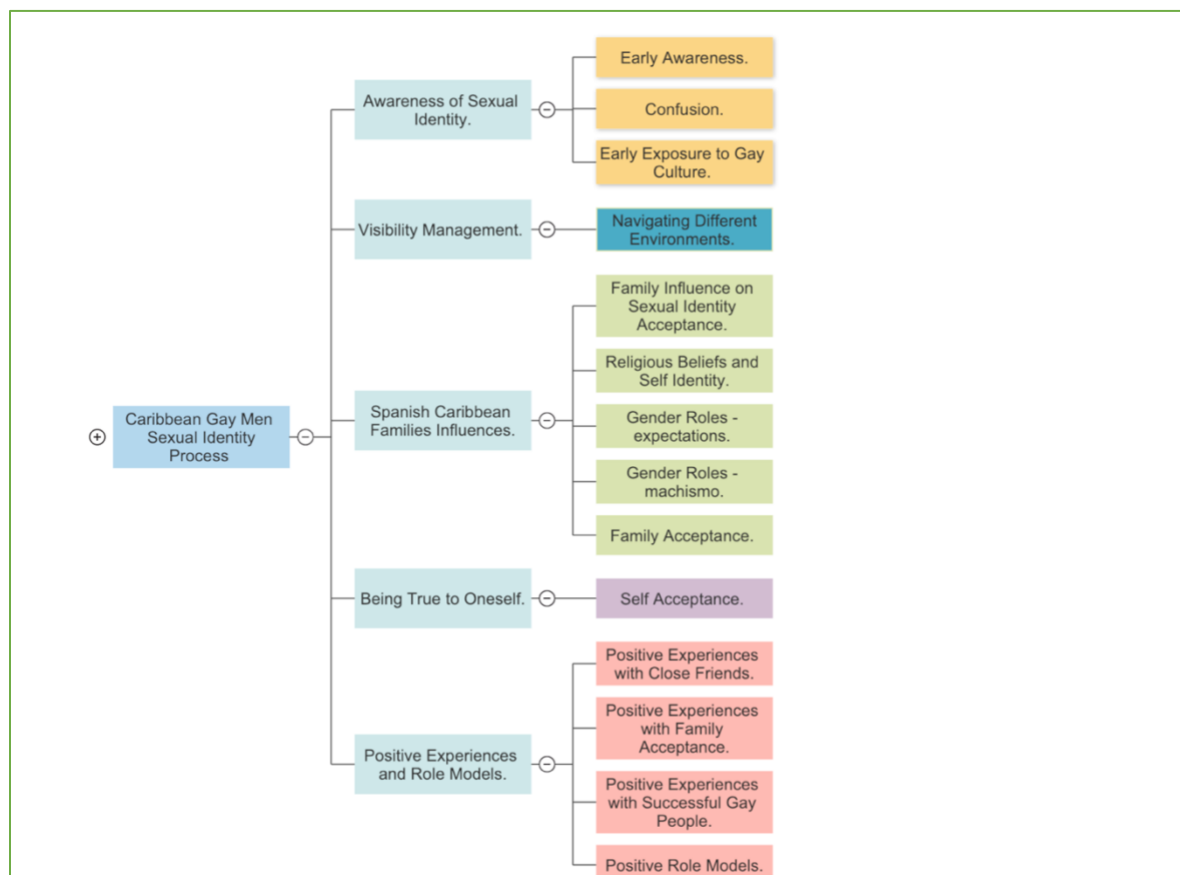 Caribbean Gay Men
Sexual Identity
Process
Awareness of Sexual
Identity.
Early Awareness.
Confusion.
Early Exposure to Gay
Culture.
Visibility Management.
Navigating Different
Environments.
Spanish Caribbean
Families Influences.
Family Influence on
Sexual Identity
Acceptance.
Religious Beliefs and
Self Identity.
Gender Roles -
expectations.
Gender Roles -
machismo.
Family Acceptance.
Being True to Oneself.
Self Acceptance.
Positive Experiences
and Role Models.
Positive Experiences
with Close Friends.
Positive Experiences
with Family
Acceptance.
Positive Experiences
with Successful Gay
People.
Positive Role Models.